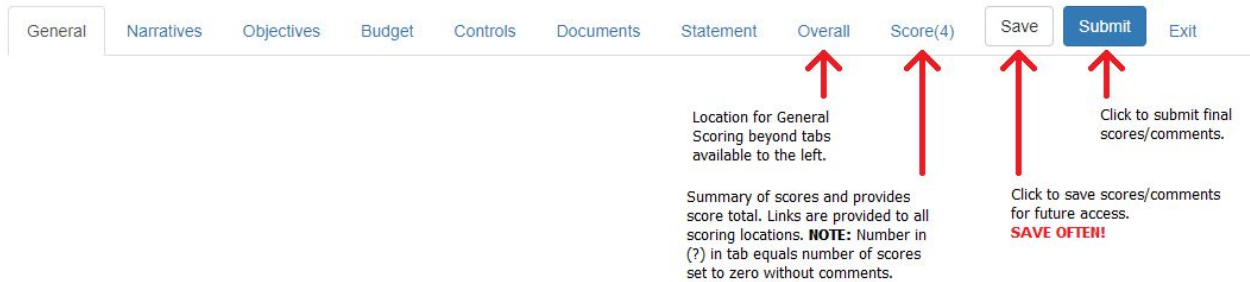 General Narratives Objectives Budget Controls Documents Statement Overall Score(4) Save Submit Exit
Location for General
Scoring beyond tabs
available to the left.
Click to submit final
scores/comments.
Summary of scores and provides
score total. Links are provided to all
scoring locations. NOTE: Number in
(?) in tab equals number of scores
set to zero without comments.
Click to save scores/comments
for future access.
SAVE OFTEN!